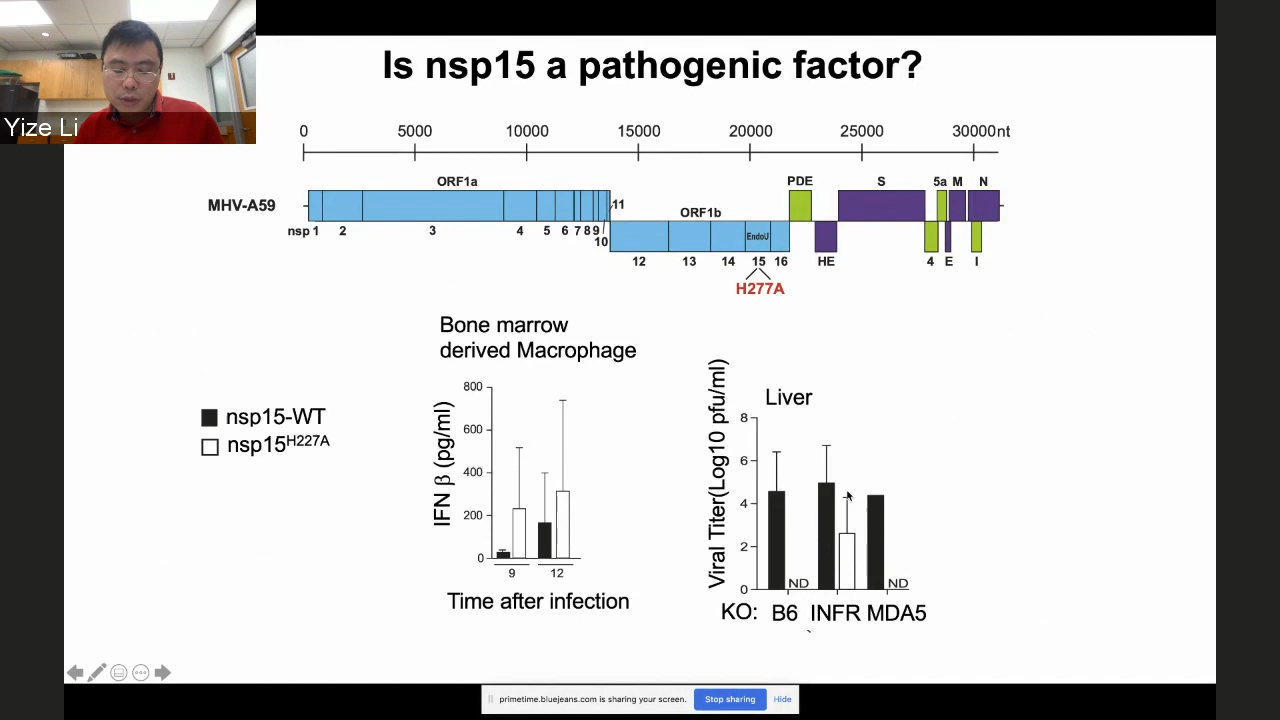 Is nsp15 a pathogenic factor?
Yize Li
0 5000 10000 15000 20000 25000 30000nt
ORF1a PDE S 5a M N
MHV-A59 11
ORF1b
nsp 1 2 3 4 5 6 7 8 9
10
EndoU
12 13 14 15 16 HE 4 E I
H277A
Bone marrow
derived Macrophage
nsp15-WT
nsp15H227A
IFN β (pg/ml)
800
600
400
200
0
9 12
Time after infection
Liver
Viral Titer(Log10 pfu/ml)
8
6
4
2
0
ND ND
KO: B6 INFR MDA5
primetime.bluejeans.com is sharing your screen. Stop sharing Hide